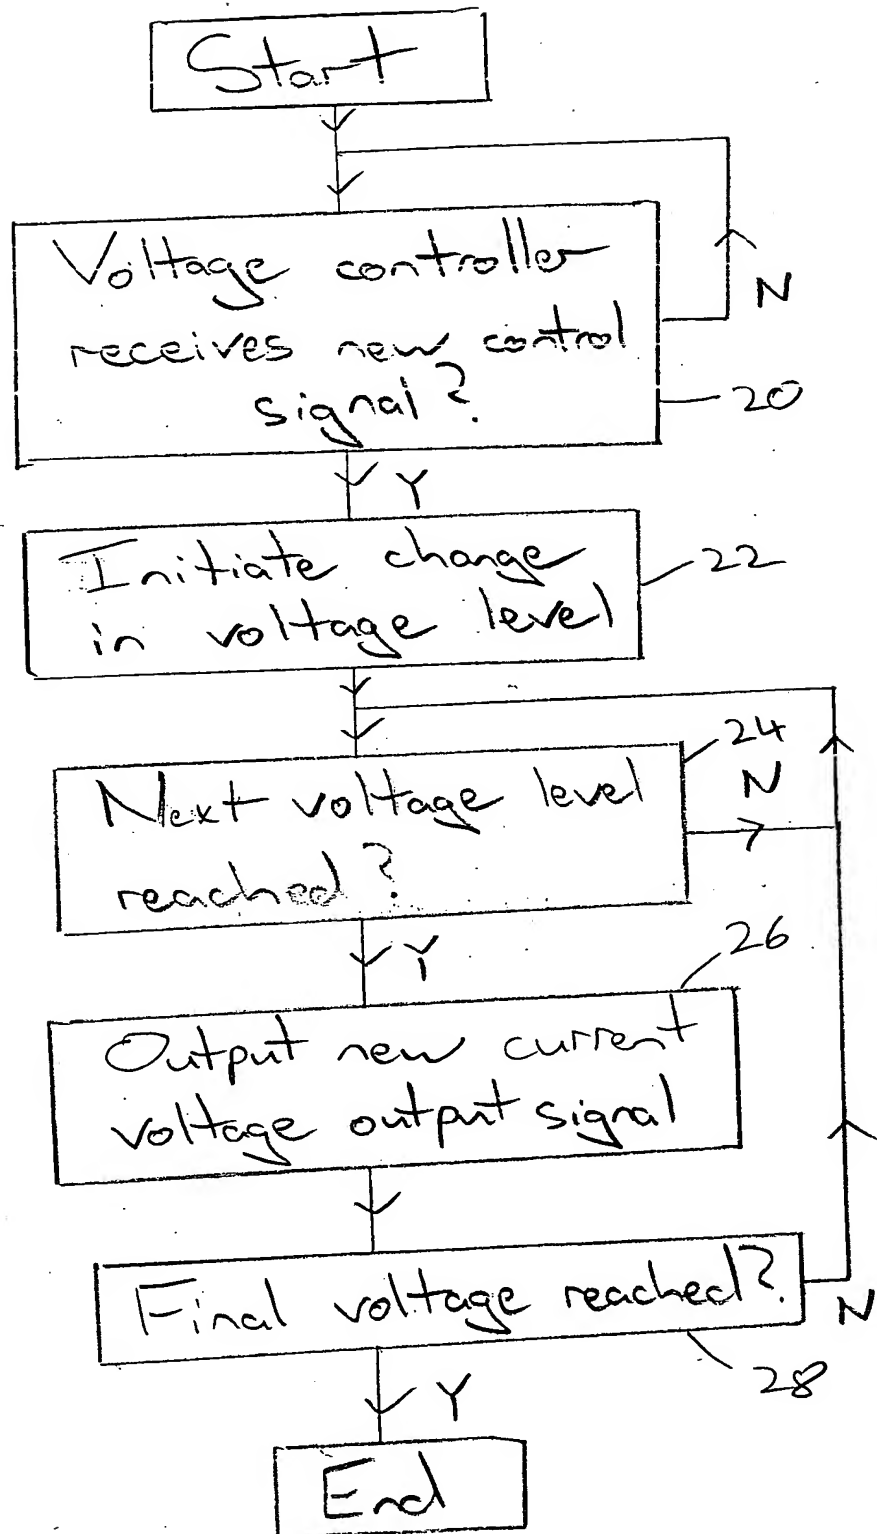 Start
Voltage controller
receives new control
signal?
N
20
Y
Initiate change
in voltage level
22
Next voltage level
reached?
24
N
Y
26
Output new current
voltage output signal
Final voltage reached?
N
28
Y
End